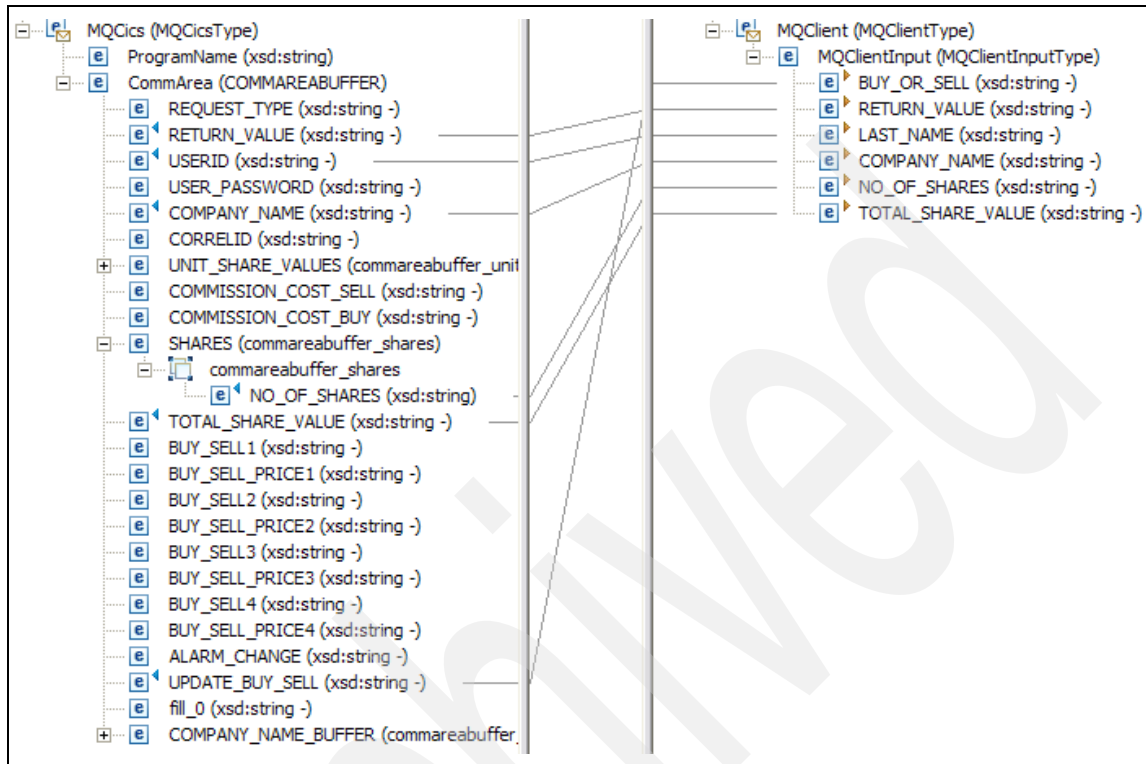 MQCics (MQCicsType)
ProgramName (xsd:string)
CommArea (COMMAREABUFFER)
REQUEST_TYPE (xsd:string -)
RETURN_VALUE (xsd:string -)
USERID (xsd:string -)
USER_PASSWORD (xsd:string -)
COMPANY_NAME (xsd:string -)
CORRELID (xsd:string -)
UNIT_SHARE_VALUES (commareabuffer_unit
COMMISSION_COST_SELL (xsd:string -)
COMMISSION_COST_BUY (xsd:string -)
SHARES (commareabuffer_shares)
commareabuffer_shares
NO_OF_SHARES (xsd:string)
TOTAL_SHARE_VALUE (xsd:string -)
BUY_SELL1 (xsd:string -)
BUY_SELL_PRICE1 (xsd:string -)
BUY_SELL2 (xsd:string -)
BUY_SELL_PRICE2 (xsd:string -)
BUY_SELL3 (xsd:string -)
BUY_SELL_PRICE3 (xsd:string -)
BUY_SELL4 (xsd:string -)
BUY_SELL_PRICE4 (xsd:string -)
ALARM_CHANGE (xsd:string -)
UPDATE_BUY_SELL (xsd:string -)
fill_0 (xsd:string -)
COMPANY_NAME_BUFFER (commareabuffer_
MQClient (MQClientType)
MQClientInput (MQClientInputType)
BUY_OR_SELL (xsd:string -)
RETURN_VALUE (xsd:string -)
LAST_NAME (xsd:string -)
COMPANY_NAME (xsd:string -)
NO_OF_SHARES (xsd:string -)
TOTAL_SHARE_VALUE (xsd:string -)